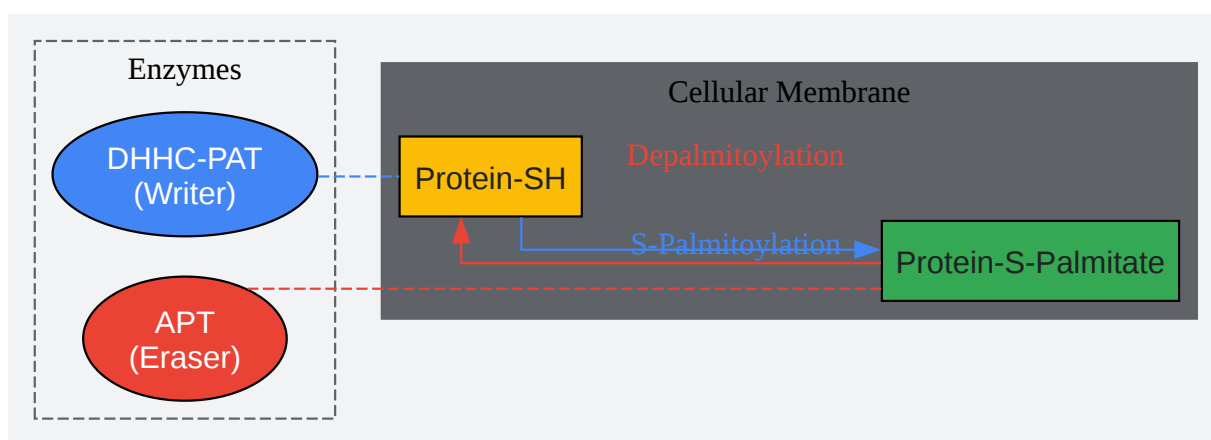 Enzymes
DHHC-PAT
(Writer)
APT
(Eraser)
Cellular Membrane
Protein-SH
Depalmitoylation
S-Palmitoylation
Protein-S-Palmitate